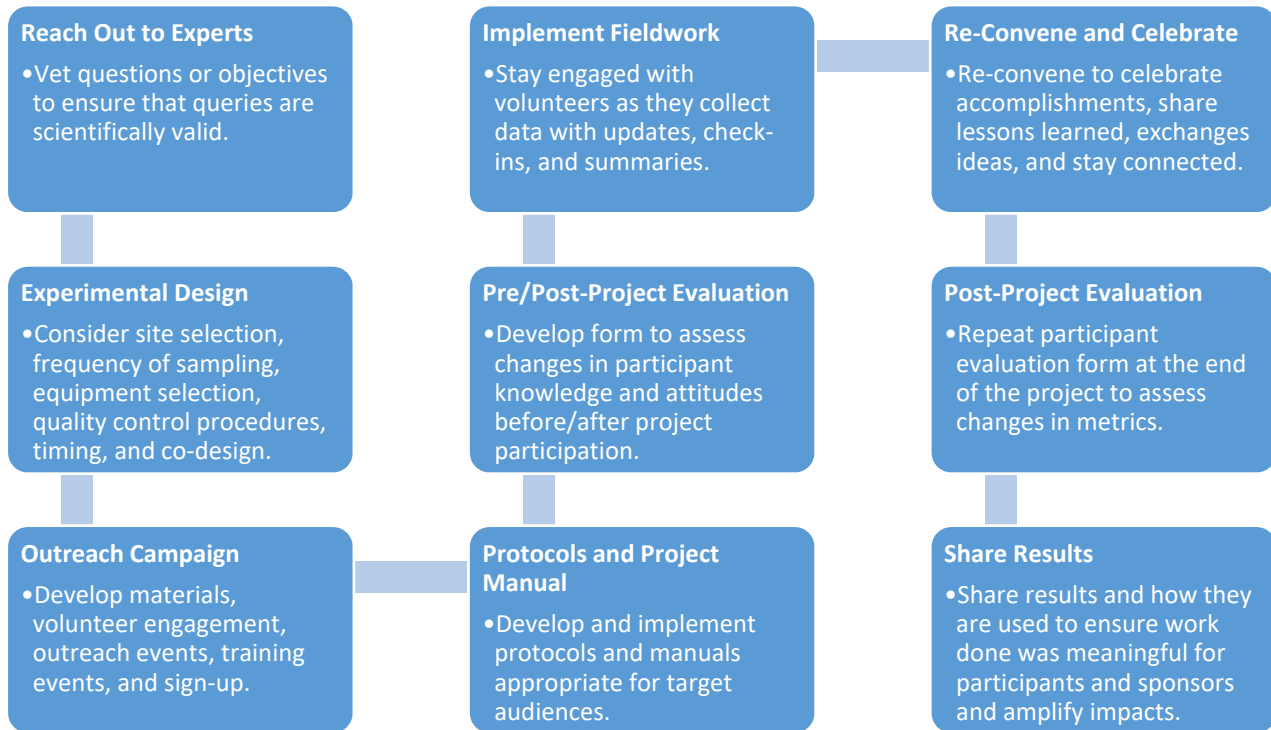 Reach Out to Experts
•Vet questions or objectives
to ensure that queries are
scientifically valid.
Experimental Design
•Consider site selection,
frequency of sampling,
equipment selection,
quality control procedures,
timing, and co-design.
Outreach Campaign
•Develop materials,
volunteer engagement,
outreach events, training
events, and sign-up.
Protocols and Project
Manual
•Develop and implement
protocols and manuals
appropriate for target
audiences.
Pre/Post-Project Evaluation
•Develop form to assess
changes in participant
knowledge and attitudes
before/after project
participation.
Implement Fieldwork
•Stay engaged with
volunteers as they collect
data with updates, check-
ins, and summaries.
Re-Convene and Celebrate
•Re-convene to celebrate
accomplishments, share
lessons learned, exchanges
ideas, and stay connected.
Post-Project Evaluation
•Repeat participant
evaluation form at the end
of the project to assess
changes in metrics.
Share Results
•Share results and how they
are used to ensure work
done was meaningful for
participants and sponsors
and amplify impacts.